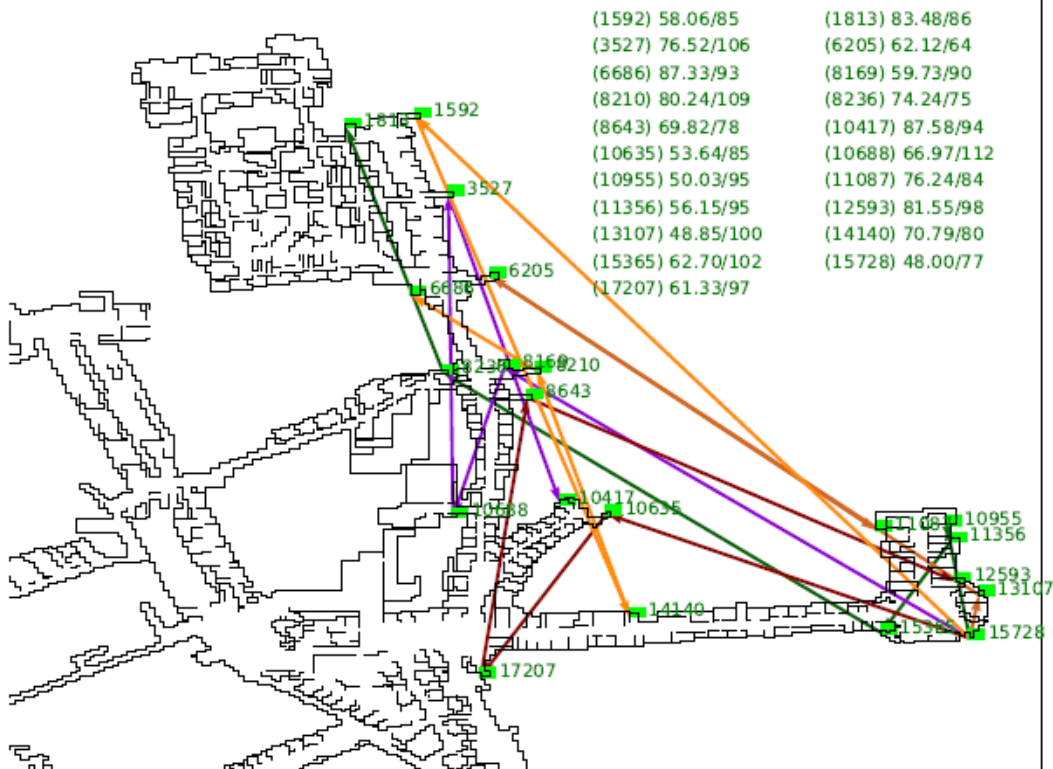 (1592) 58.06/85 (1813) 83.48/86
(3527) 76.52/106 (6205) 62.12/64
(6686) 87.33/93 (8169) 59.73/90
(8210) 80.24/109 (8236) 74.24/75
(8643) 69.82/78 (10417) 87.58/94
(10635) 53.64/85 (10688) 66.97/112
(10955) 50.03/95 (11087) 76.24/84
(11356) 56.15/95 (12593) 81.55/98
(13107) 48.85/100 (14140) 70.79/80
(15365) 62.70/102 (15728) 48.00/77
(17207) 61.33/97
1592
1813
3527
6205
6686
8169
8210
8236
8643
10417
10635
10688
10955
11087
11356
12593
13107
14140
15365
15728
17207